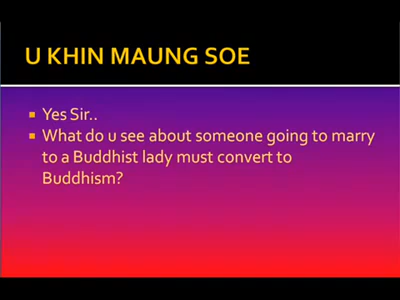 U KHIN MAUNG SOE
Yes Sir..
What do u see about someone going to marry
to a Buddhist lady must convert to
Buddhism?